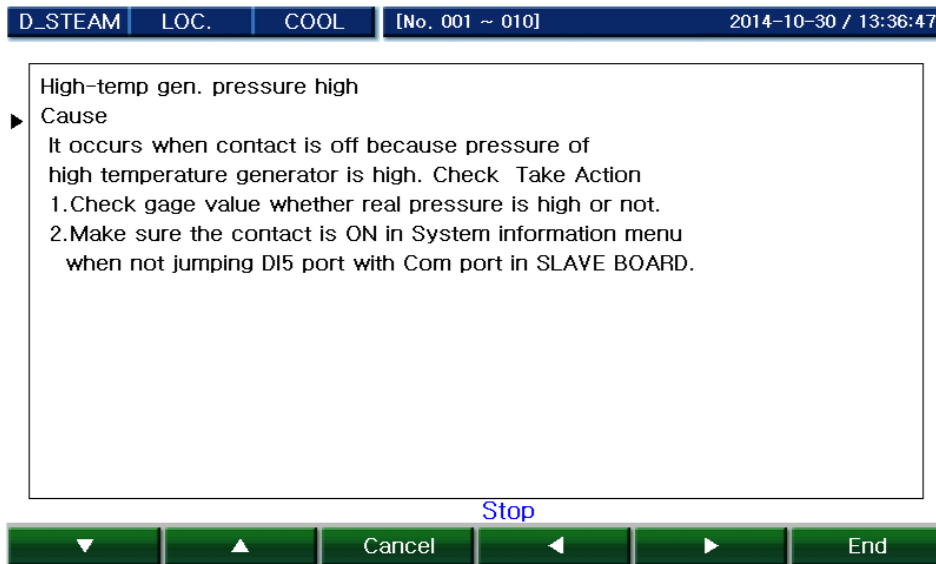 D_STEAM LOC. COOL [No. 001 ~ 010] 2014-10-30 / 13:36:47
High-temp gen. pressure high
Cause
It occurs when contact is off because pressure of
high temperature generator is high. Check Take Action
1.Check gage value whether real pressure is high or not.
2.Make sure the contact is ON in System information menu
when not jumping DI5 port with Com port in SLAVE BOARD.
Stop
Cancel End